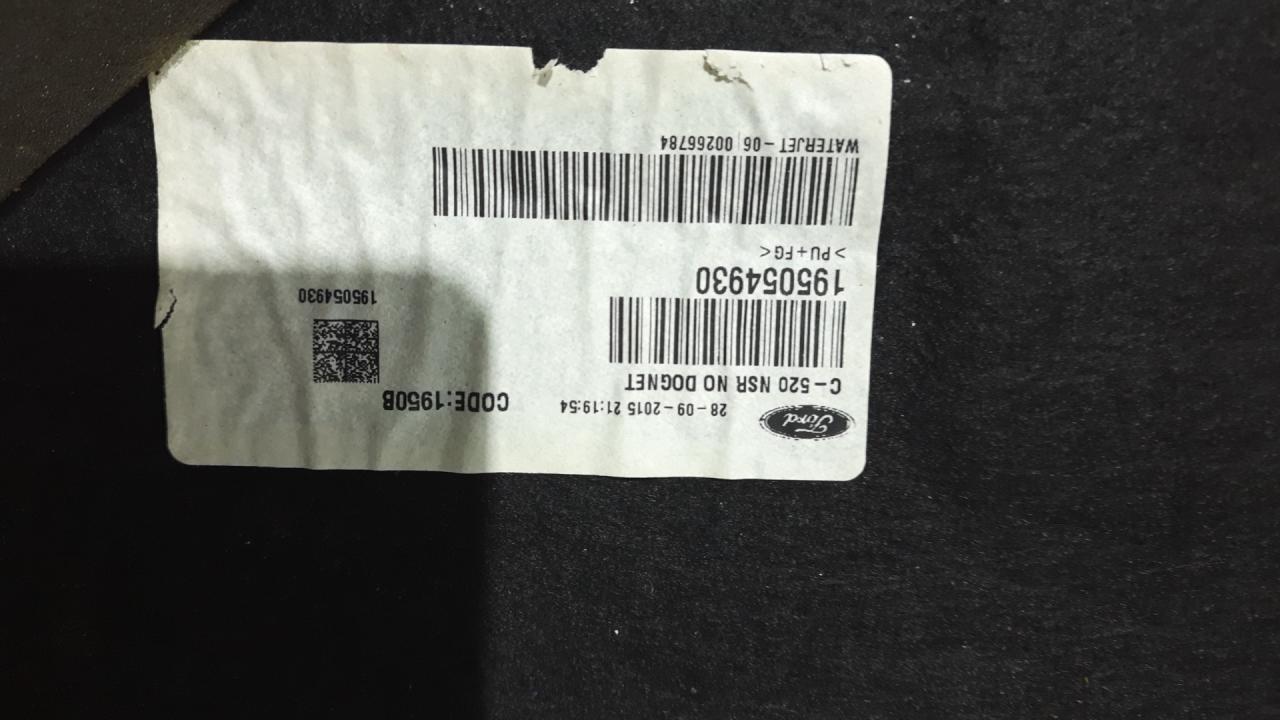 Ford 28-09-2015 21:19:54 CODE:1950B
C-520 NSR NO DOGNET
195054930
195054930
>PU+FG<
WATERJET-06 00266784